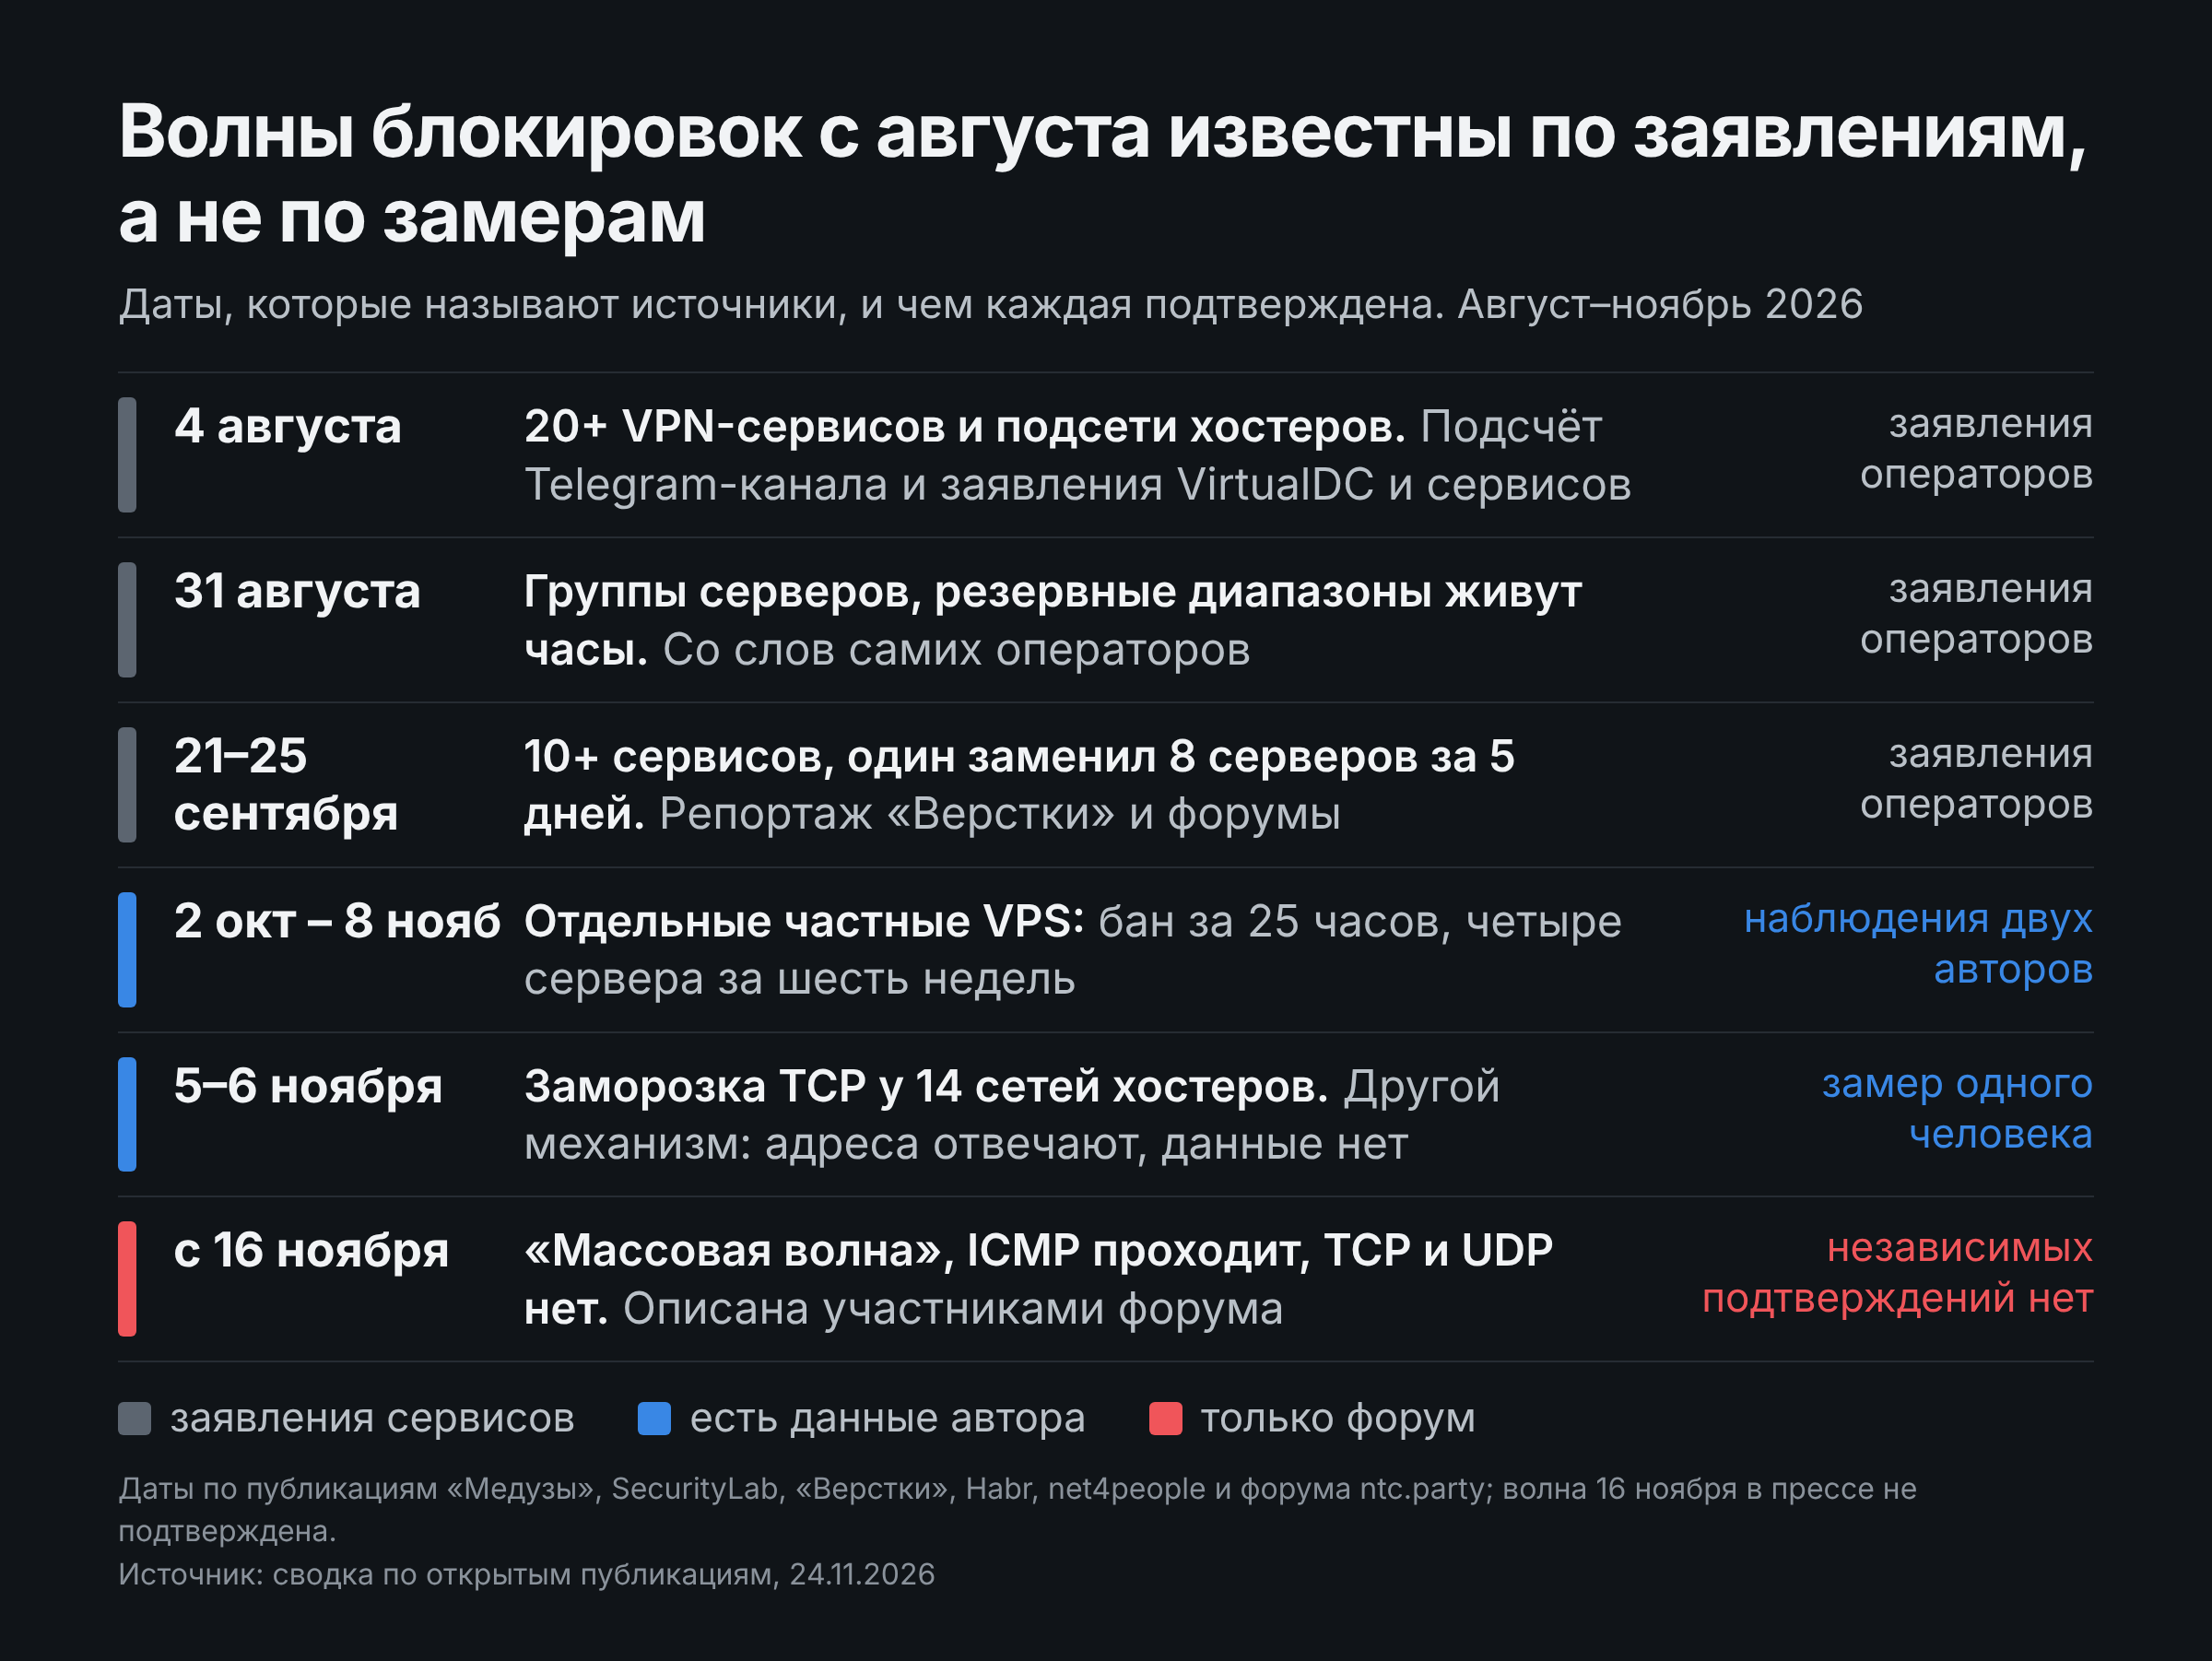 Волны блокировок с августа известны по заявлениям,
а не по замерам
Даты, которые называют источники, и чем каждая подтверждена. Август–ноябрь 2026
4 августа
20+ VPN-сервисов и подсети хостеров. Подсчёт
Telegram-канала и заявления VirtualDC и сервисов
заявления
операторов
31 августа
Группы серверов, резервные диапазоны живут
часы. Со слов самих операторов
заявления
операторов
21–25
сентября
10+ сервисов, один заменил 8 серверов за 5
дней. Репортаж «Верстки» и форумы
заявления
операторов
2 окт – 8 нояб
Отдельные частные VPS: бан за 25 часов, четыре
сервера за шесть недель
наблюдения двух
авторов
5–6 ноября
Заморозка TCP у 14 сетей хостеров. Другой
механизм: адреса отвечают, данные нет
замер одного
человека
с 16 ноября
«Массовая волна», ICMP проходит, TCP и UDP
нет. Описана участниками форума
независимых
подтверждений нет
заявления сервисов
есть данные автора
только форум
Даты по публикациям «Медузы», SecurityLab, «Верстки», Habr, net4people и форума ntc.party; волна 16 ноября в прессе не
подтверждена.
Источник: сводка по открытым публикациям, 24.11.2026